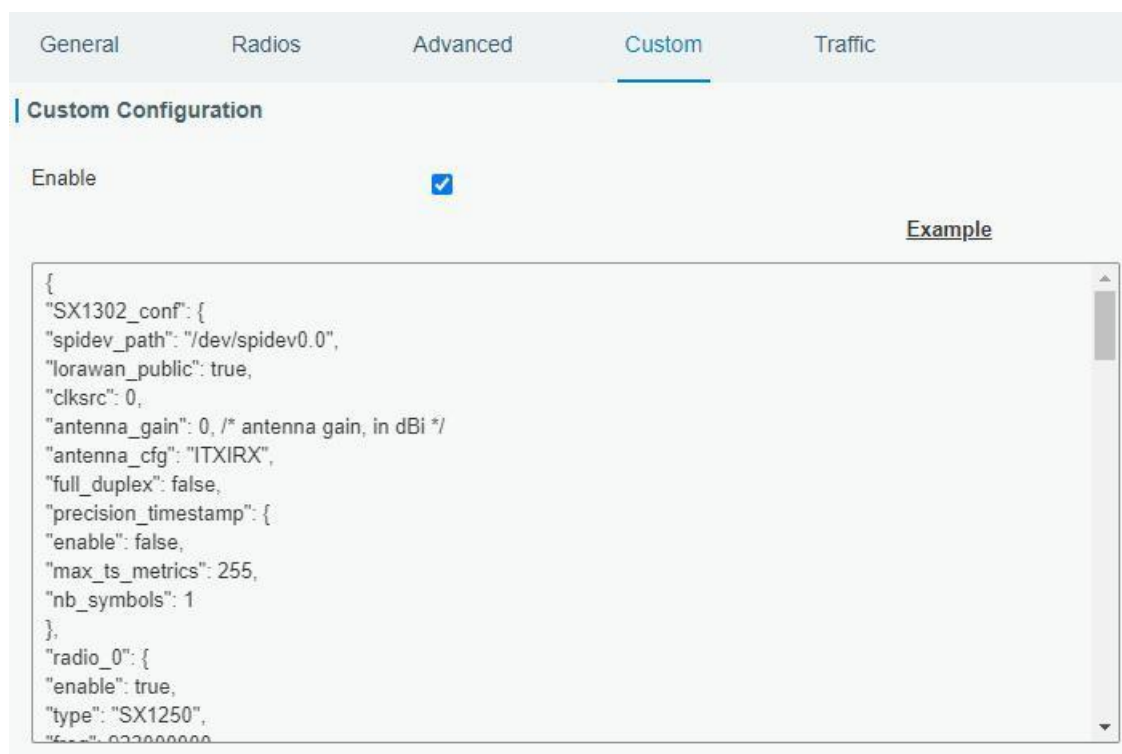 General Radios Advanced Custom Traffic
Custom Configuration
Enable
Example
{
"SX1302_conf": {
"spidev_path": "/dev/spidev0.0",
"lorawan_public": true,
"clksrc": 0,
"antenna_gain": 0, /* antenna gain, in dBi */
"antenna_cfg": "ITXIRX",
"full_duplex": false,
"precision_timestamp": {
"enable": false,
"max_ts_metrics": 255,
"nb_symbols": 1
},
"radio_0": {
"enable": true,
"type": "SX1250",